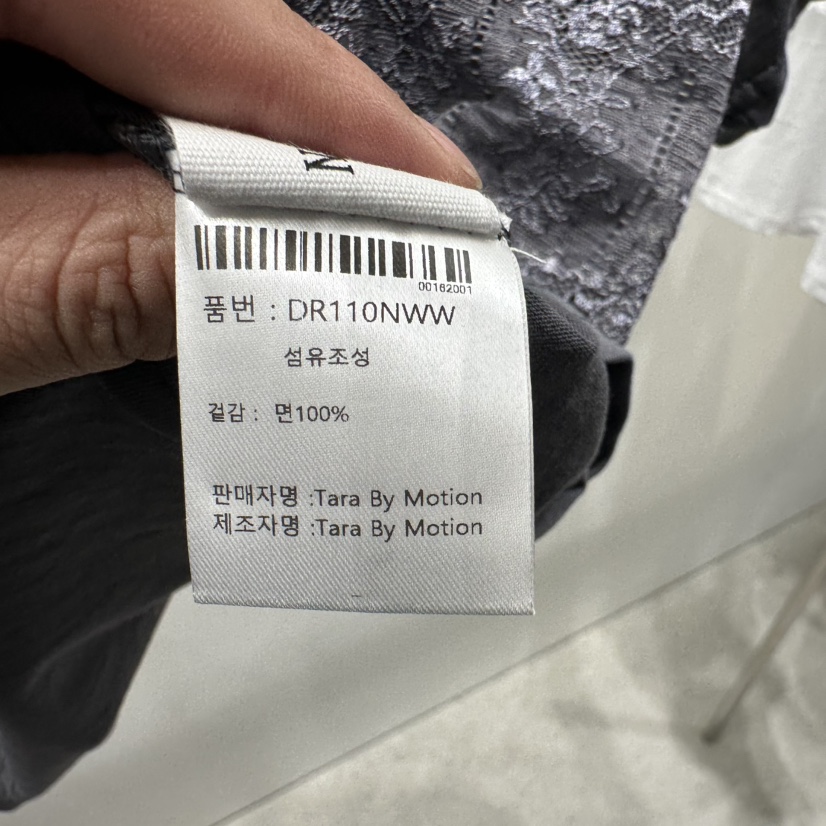 00162001
품번 : DR110NWW
섬유조성
겉감 : 면100%
판매자명 :Tara By Motion
제조자명 :Tara By Motion